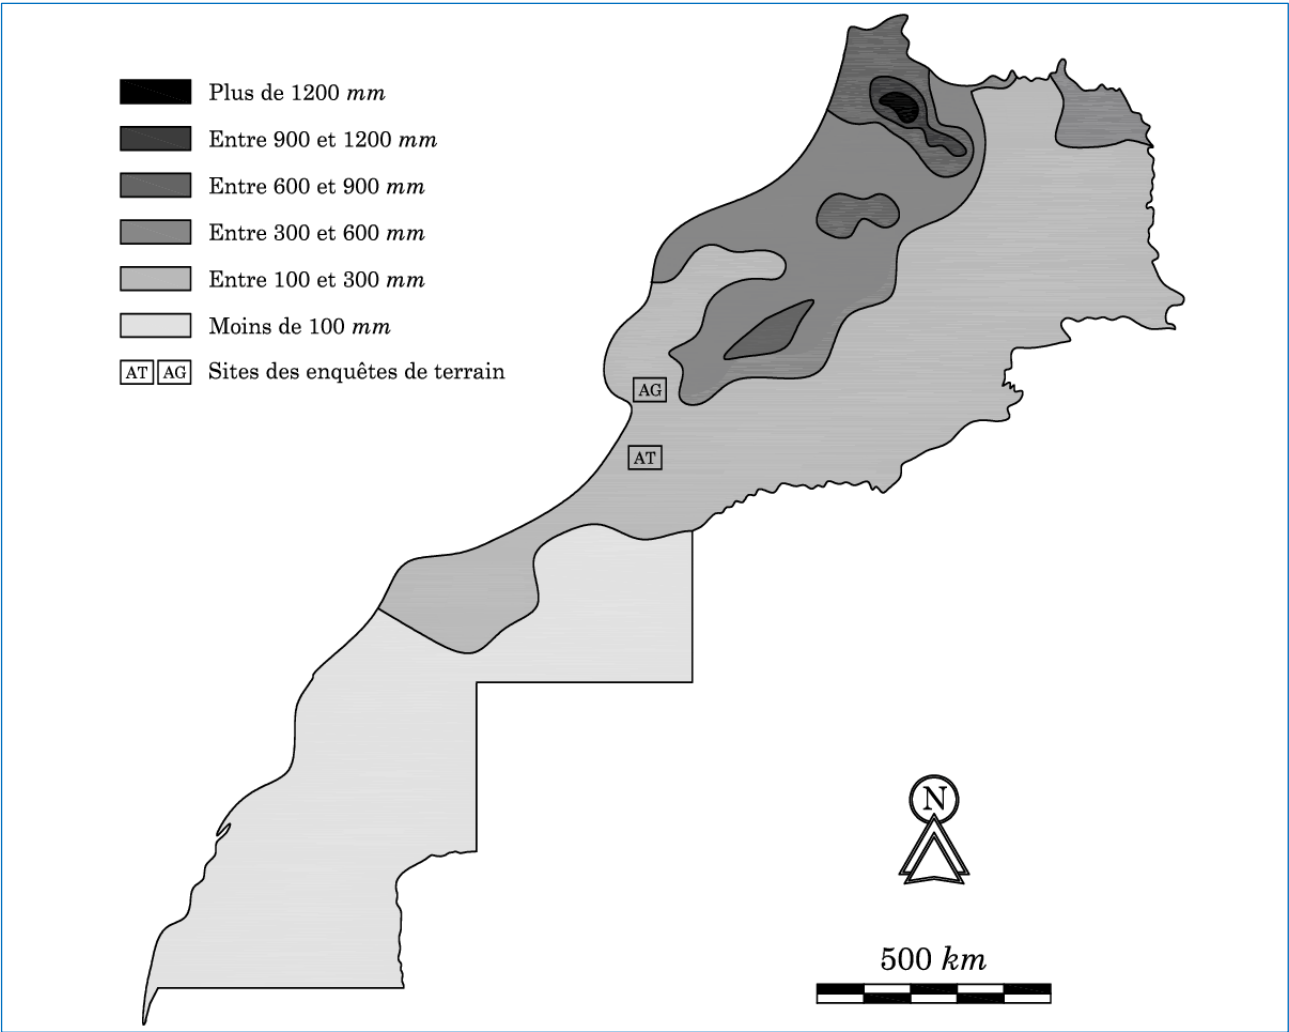 Plus de 1200 mm
Entre 900 et 1200 mm
Entre 600 et 900 mm
Entre 300 et 600 mm
Entre 100 et 300 mm
Moins de 100 mm
AT AG Sites des enquêtes de terrain
AG
AT
N
500 km